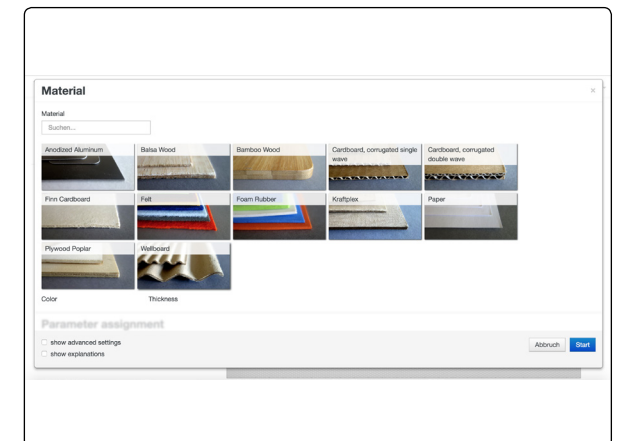 Material
×
Material
Suchen...
Anodized Aluminum
Balsa Wood
Bamboo Wood
Cardboard, corrugated single
wave
Cardboard, corrugated
double wave
Finn Cardboard
Felt
Foam Rubber
Kraftplex
Paper
Plywood Poplar
Wellboard
Color
Thickness
Parameter assignment
show advanced settings
show explanations
Abbruch
Start